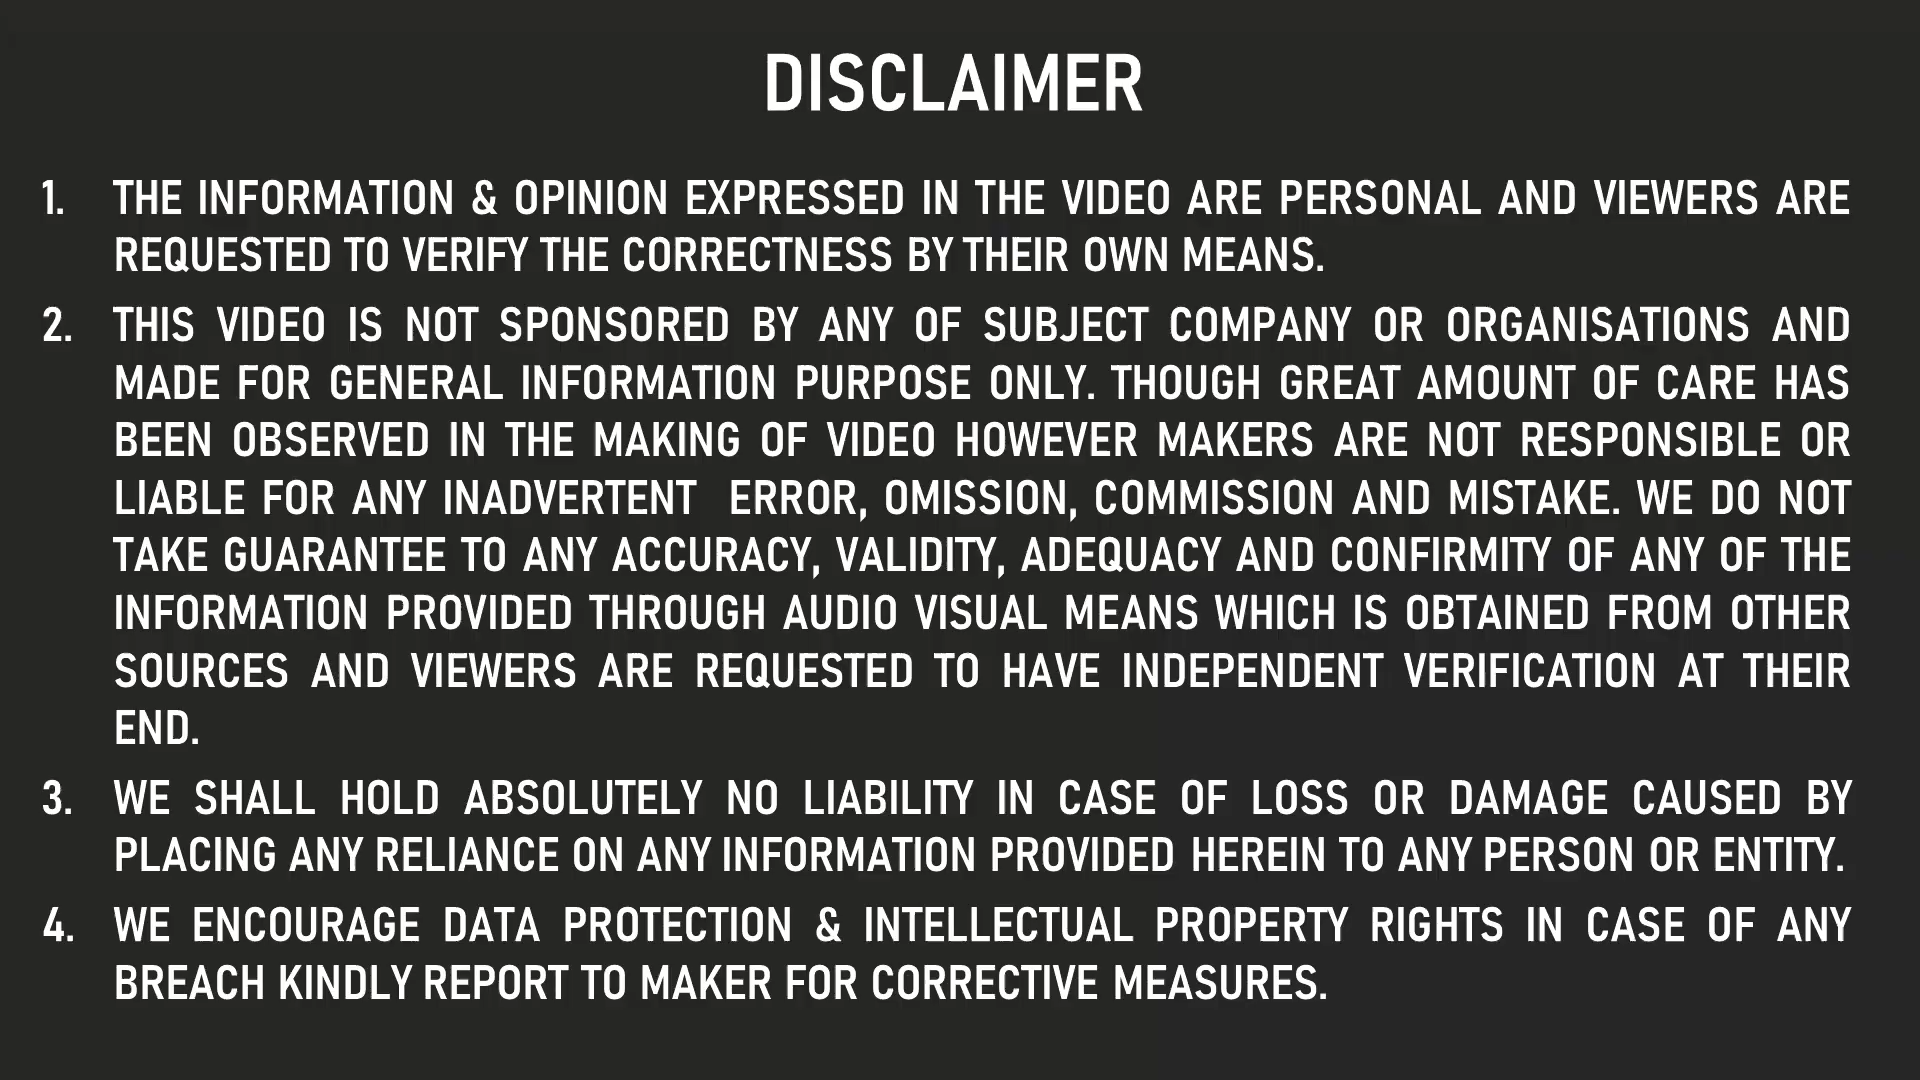 DISCLAIMER
1. THE INFORMATION & OPINION EXPRESSED IN THE VIDEO ARE PERSONAL AND VIEWERS ARE
REQUESTED TO VERIFY THE CORRECTNESS BY THEIR OWN MEANS.
2. THIS VIDEO IS NOT SPONSORED BY ANY OF SUBJECT COMPANY OR ORGANISATIONS AND
MADE FOR GENERAL INFORMATION PURPOSE ONLY. THOUGH GREAT AMOUNT OF CARE HAS
BEEN OBSERVED IN THE MAKING OF VIDEO HOWEVER MAKERS ARE NOT RESPONSIBLE OR
LIABLE FOR ANY INADVERTENT ERROR, OMISSION, COMMISSION AND MISTAKE. WE DO NOT
TAKE GUARANTEE TO ANY ACCURACY, VALIDITY, ADEQUACY AND CONFIRMITY OF ANY OF THE
INFORMATION PROVIDED THROUGH AUDIO VISUAL MEANS WHICH IS OBTAINED FROM OTHER
SOURCES AND VIEWERS ARE REQUESTED TO HAVE INDEPENDENT VERIFICATION AT THEIR
END.
3. WE SHALL HOLD ABSOLUTELY NO LIABILITY IN CASE OF LOSS OR DAMAGE CAUSED BY
PLACING ANY RELIANCE ON ANY INFORMATION PROVIDED HEREIN TO ANY PERSON OR ENTITY.
4. WE ENCOURAGE DATA PROTECTION & INTELLECTUAL PROPERTY RIGHTS IN CASE OF ANY
BREACH KINDLY REPORT TO MAKER FOR CORRECTIVE MEASURES.